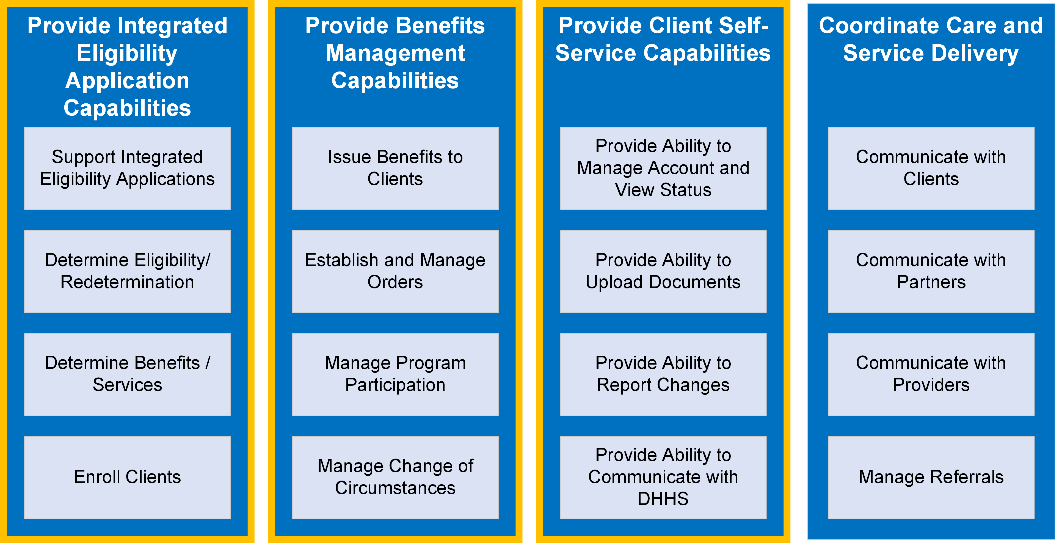 Provide Integrated
Eligibility
Application
Capabilities
Support Integrated
Eligibility Applications
Determine Eligibility/
Redetermination
Determine Benefits /
Services
Enroll Clients
Provide Benefits
Management
Capabilities
Issue Benefits to
Clients
Establish and Manage
Orders
Manage Program
Participation
Manage Change of
Circumstances
Provide Client Self-
Service Capabilities
Provide Ability to
Manage Account and
View Status
Provide Ability to
Upload Documents
Provide Ability to
Report Changes
Provide Ability to
Communicate with
DHHS
Coordinate Care and
Service Delivery
Communicate with
Clients
Communicate with
Partners
Communicate with
Providers
Manage Referrals